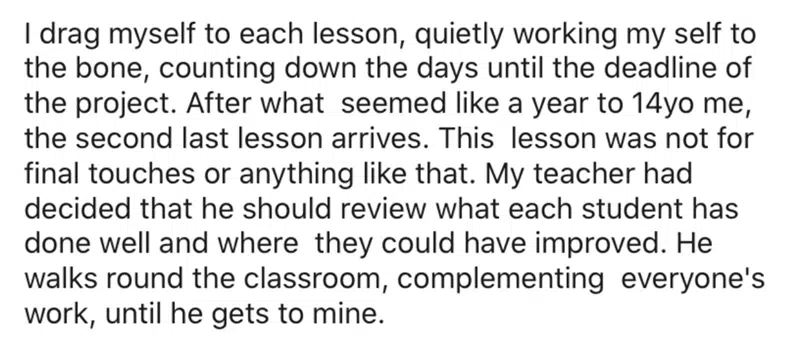 I drag myself to each lesson, quietly working my self to
the bone, counting down the days until the deadline of
the project. After what  seemed like a year to 14yo me,
the second last lesson arrives. This  lesson was not for
final touches or anything like that. My teacher had
decided that he should review what each student has
done well and where  they could have improved. He
walks round the classroom, complementing  everyone's
work, until he gets to mine.